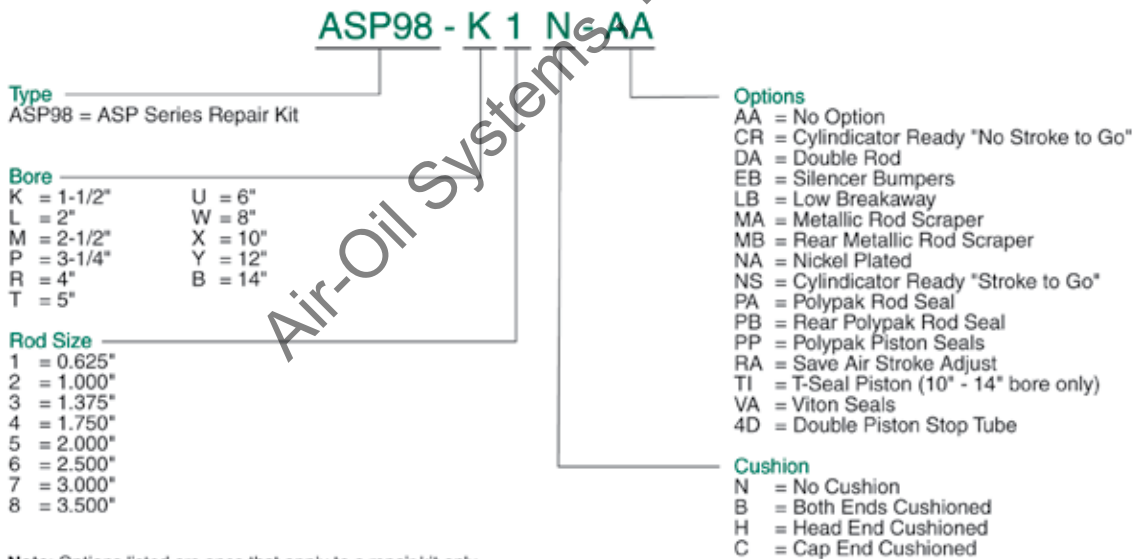 ASP98 - K 1 N - AA
Type
ASP98 = ASP Series Repair Kit
Bore
K = 1-1/2"
L = 2"
M = 2-1/2"
P = 3-1/4"
R = 4"
T = 5"
U = 6"
W = 8"
X = 10"
Y = 12"
B = 14"
Rod Size
1 = 0.625"
2 = 1.000"
3 = 1.375"
4 = 1.750"
5 = 2.000"
6 = 2.500"
7 = 3.000"
8 = 3.500"
Options
AA = No Option
CR = Cylindicator Ready "No Stroke to Go"
DA = Double Rod
EB = Silencer Bumpers
LB = Low Breakaway
MA = Metallic Rod Scraper
MB = Rear Metallic Rod Scraper
NA = Nickel Plated
NS = Cylindicator Ready "Stroke to Go"
PA = Polypak Rod Seal
PB = Rear Polypak Rod Seal
PP = Polypak Piston Seals
RA = Save Air Stroke Adjust
TI = T-Seal Piston (10" - 14" bore only)
VA = Viton Seals
4D = Double Piston Stop Tube
Cushion
N = No Cushion
B = Both Ends Cushioned
H = Head End Cushioned
C = Cap End Cushioned
Air-Oil Systems,